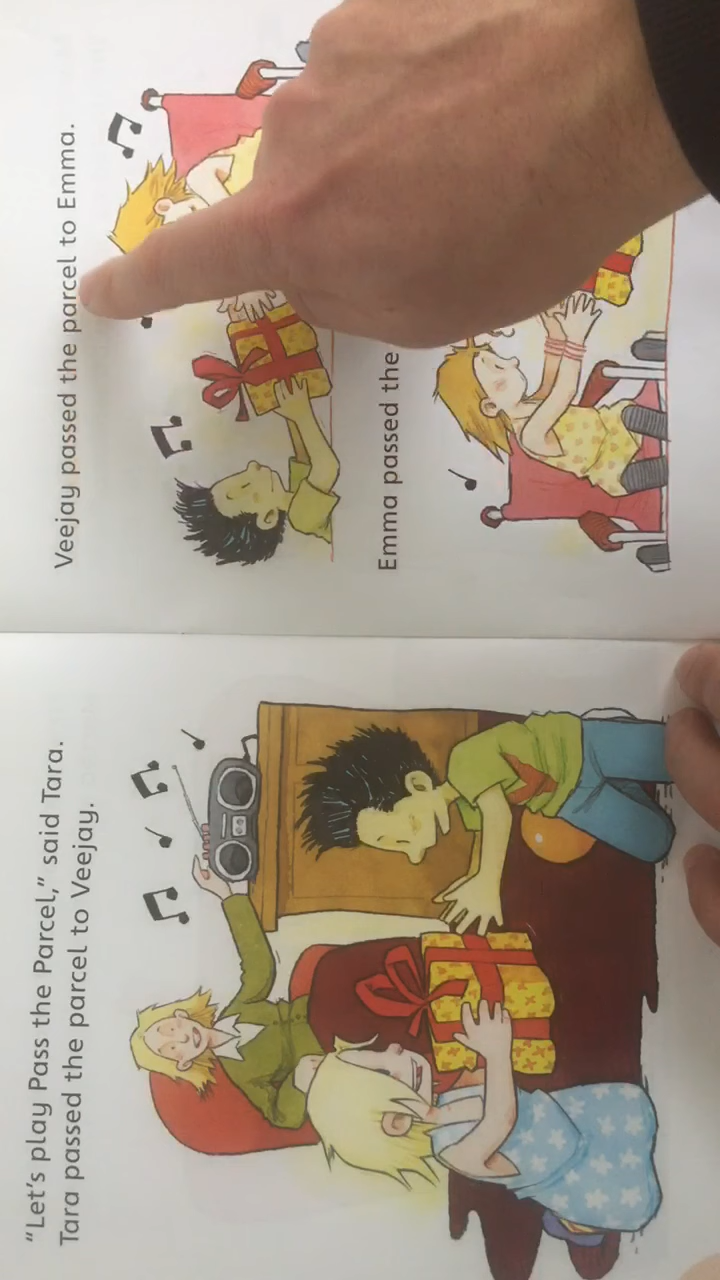 "Let's play Pass the Parcel," said Tara.
Tara passed the parcel to Veejay.
Veejay passed the parcel to Emma.
Emma passed the